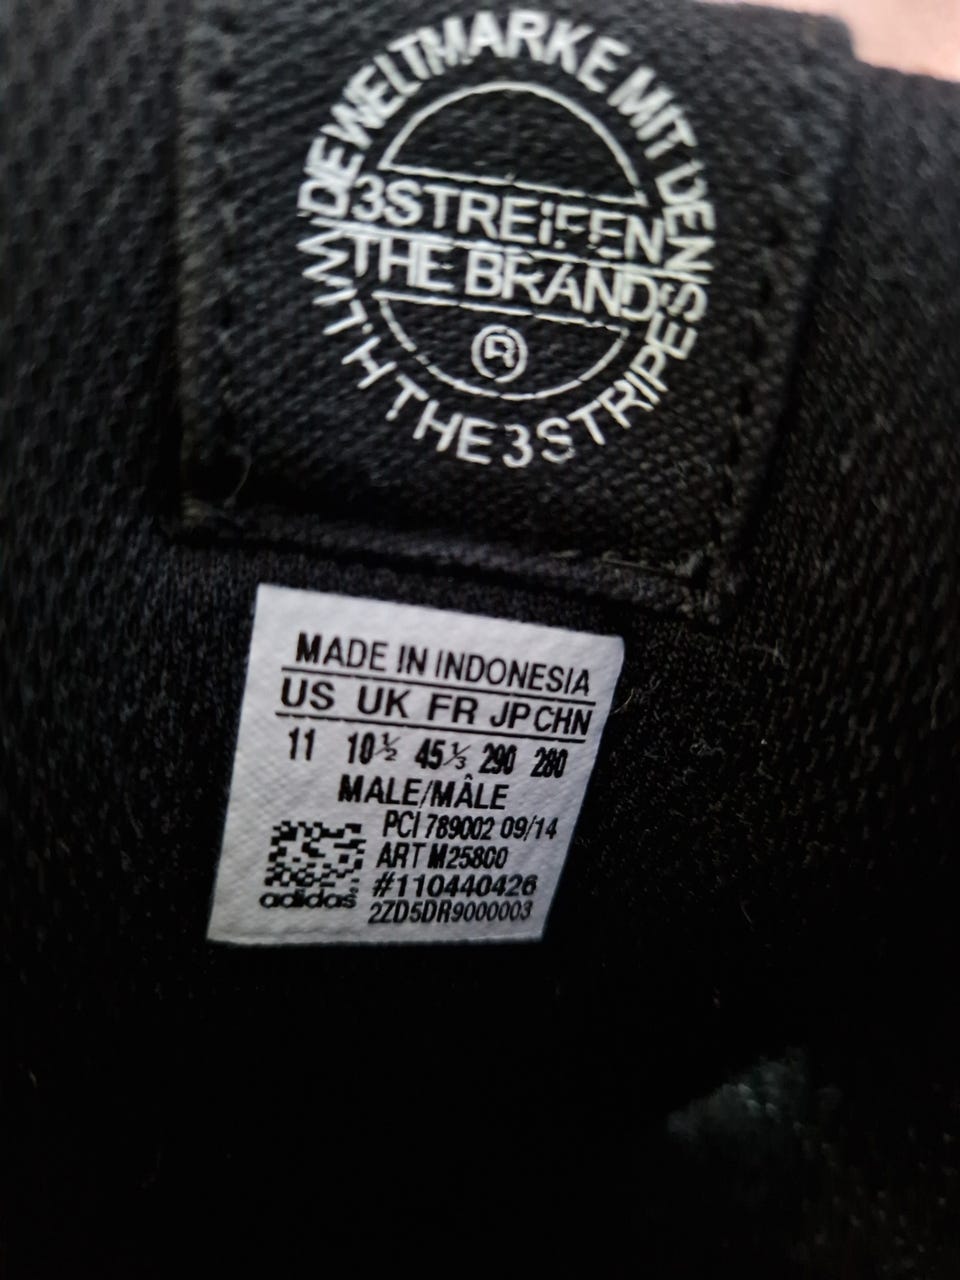 DIE WELTMARKE MIT DEN
3STREIFEN
THE BRAND
®
WITH THE 3 STRIPES
MADE IN INDONESIA
US UK FR JP CHN
11 10½ 45⅓ 290 280
MALE/MÂLE
PCI 789002 09/14
ART M25800
#110440426
2ZD5DR9000003
adidas